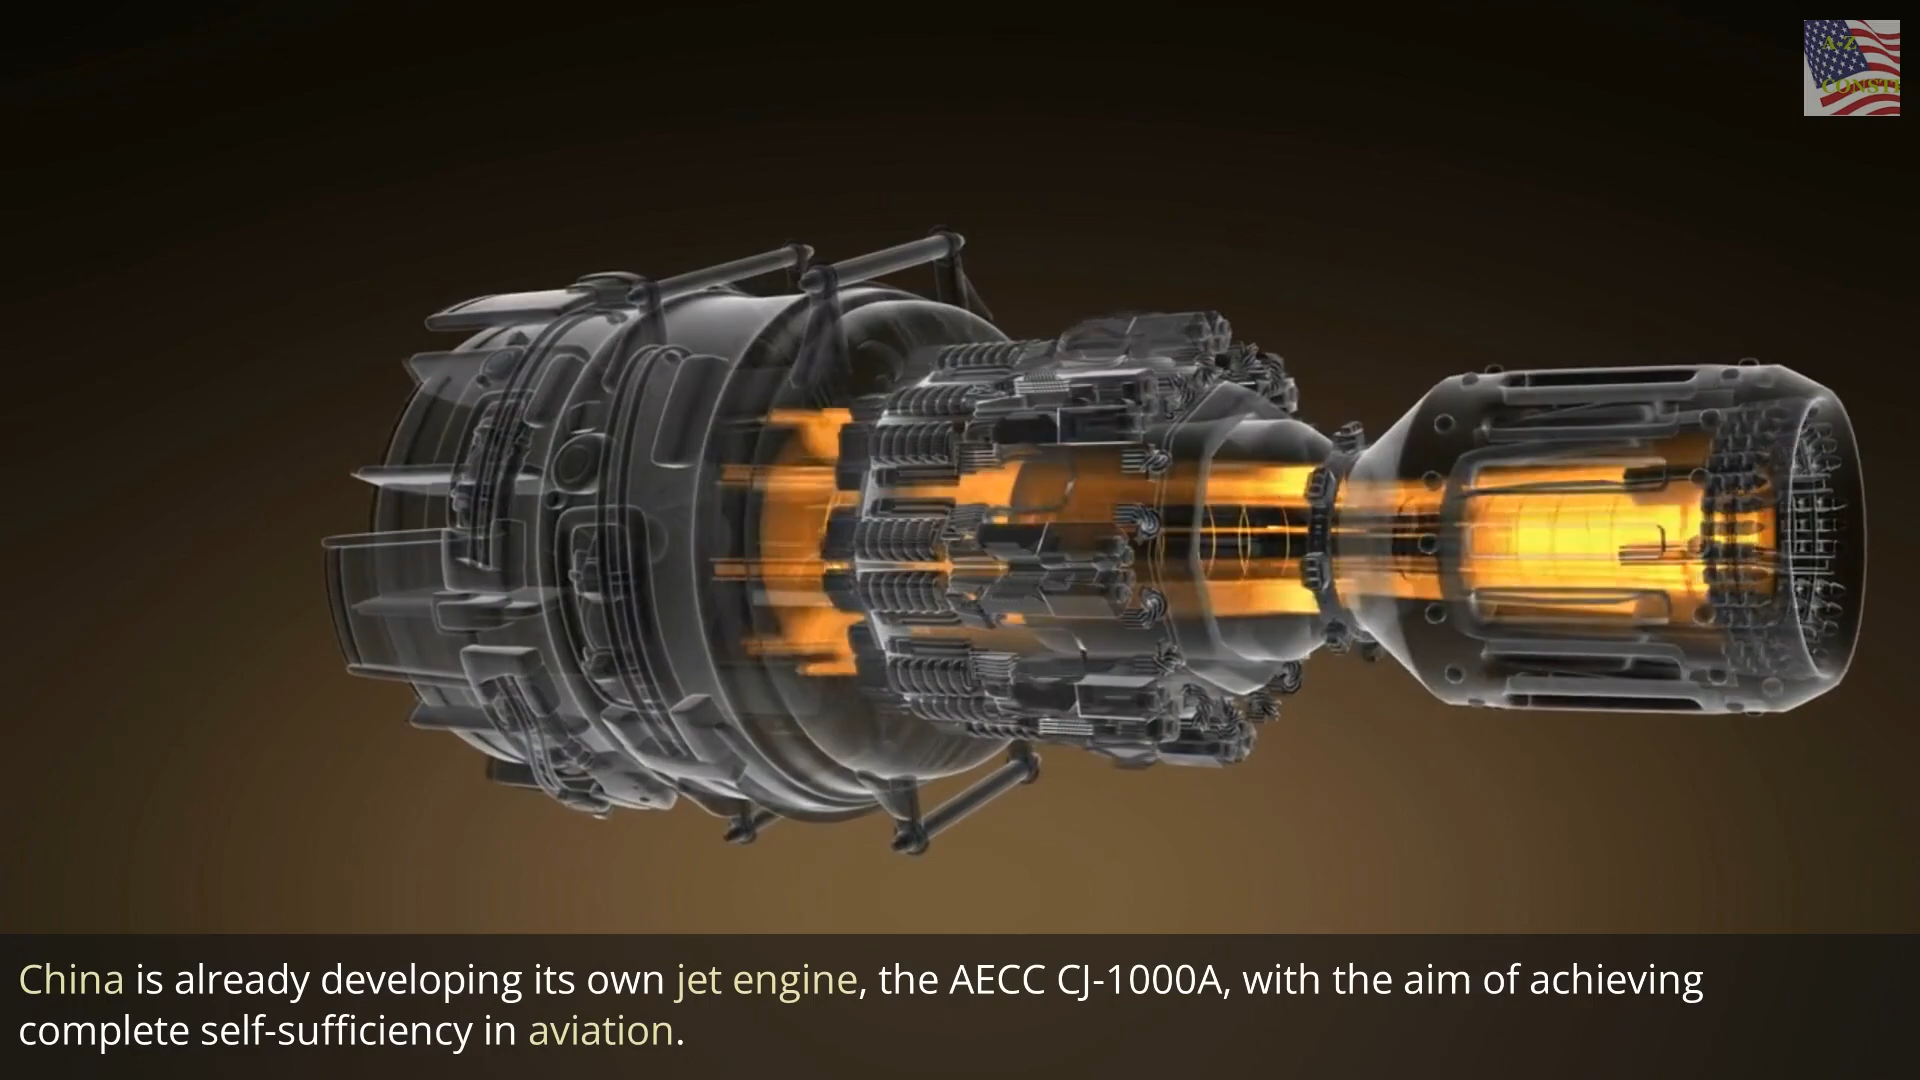 A-Z
CONSTI
China is already developing its own jet engine, the AECC CJ-1000A, with the aim of achieving
complete self-sufficiency in aviation.